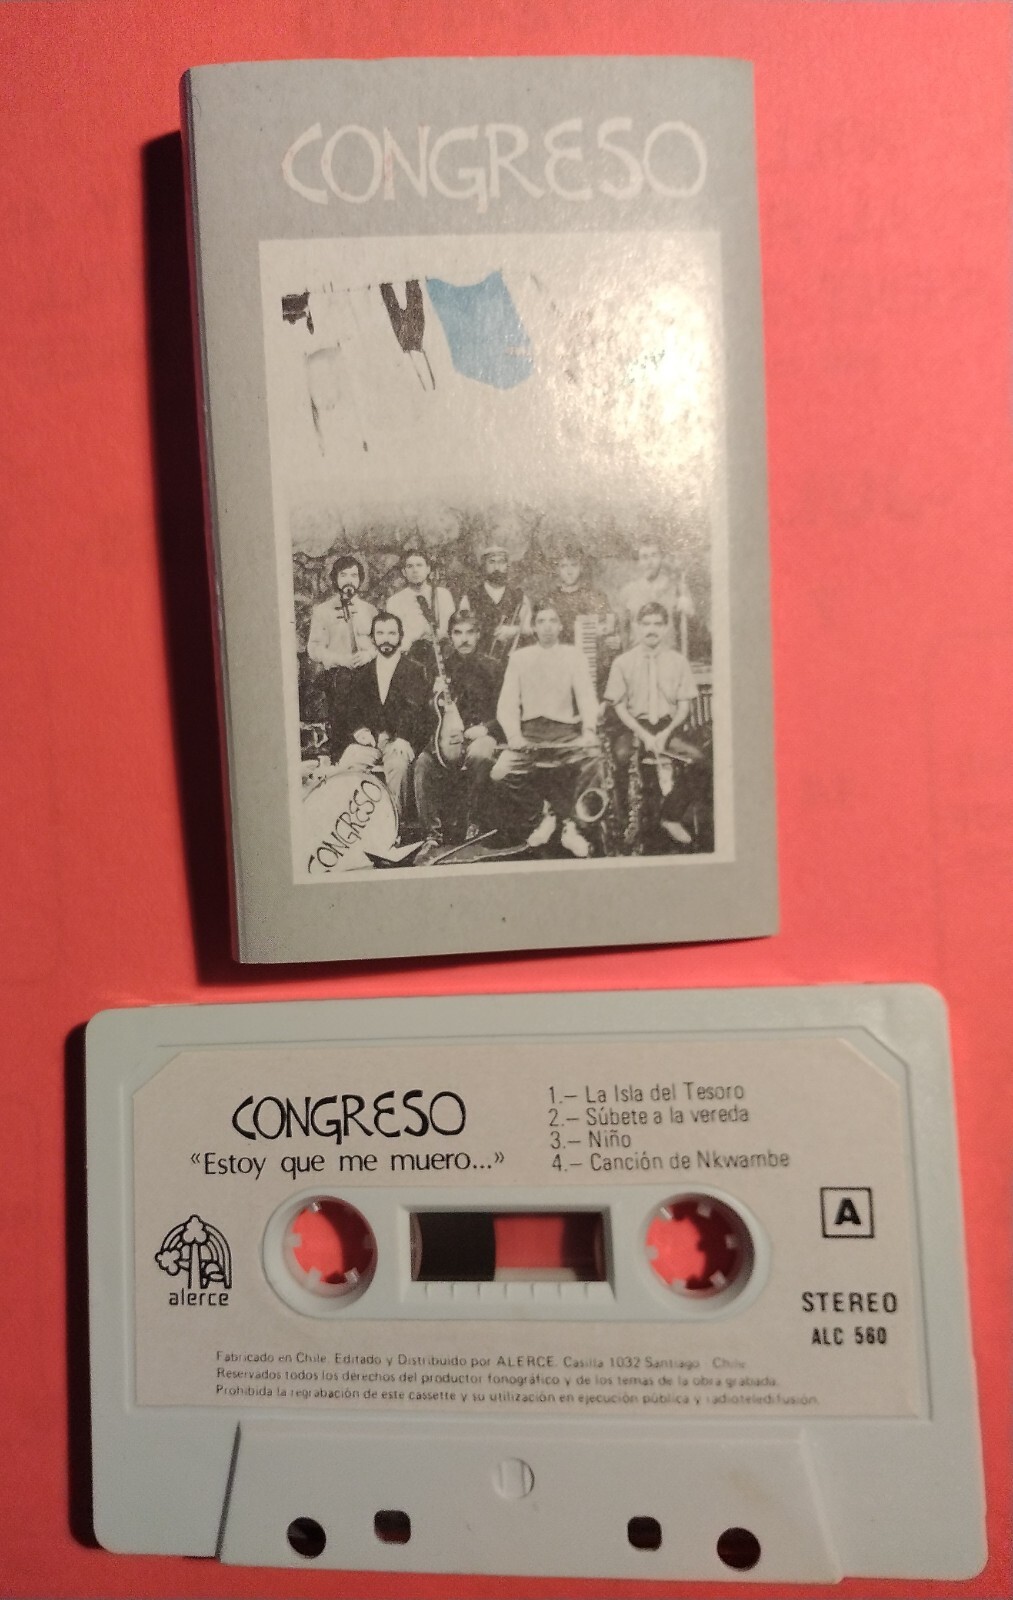 CONGRESO
CONGRESO
CONGRESO
«Estoy que me muero...»
1.– La Isla del Tesoro
2.– Súbete a la vereda
3.– Niño
4.– Canción de Nkwambe
A
alerce
STEREO
ALC 560
Fabricado en Chile. Editado y Distribuido por ALERCE. Casilla 1032 Santiago - Chile
Reservados todos los derechos del productor fonográfico y de los temas de la obra grabada.
Prohibida la regrabación de este cassette y su utilización en ejecución pública y radioteledifusión.